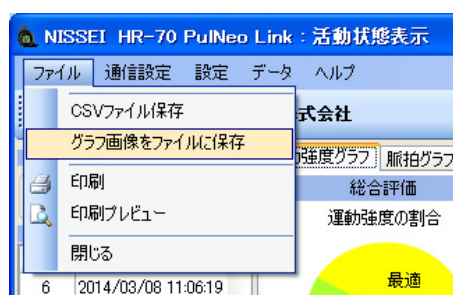 NISSEI HR-70 PulNeo Link : 活動状態表示
ファイル 通信設定 設定 データ ヘルプ
CSVファイル保存
式会社
グラフ画像をファイルに保存
強度グラフ 脈拍グラフ
印刷
総合評価
印刷プレビュー
運動強度の割合
閉じる
最適
6 2014/03/08 11:06:19